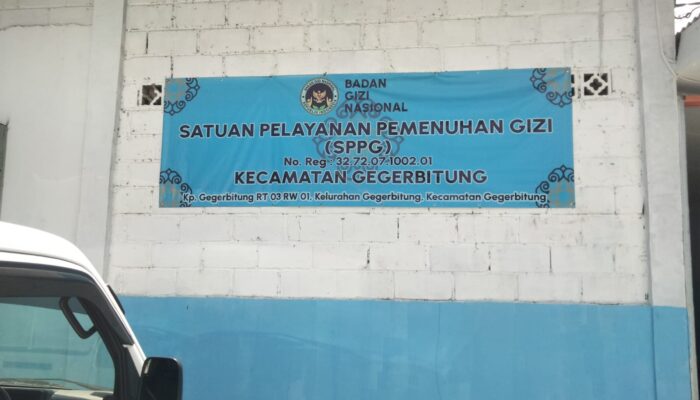 BADAN
GIZI
NASIONAL
SATUAN PELAYANAN PEMENUHAN GIZI
(SPPG)
No. Reg : 32.72.07.1002.01
KECAMATAN GEGERBITUNG
Kp. Gegerbitung RT 03 RW 01, Kelurahan Gegerbitung, Kecamatan Gegerbitung